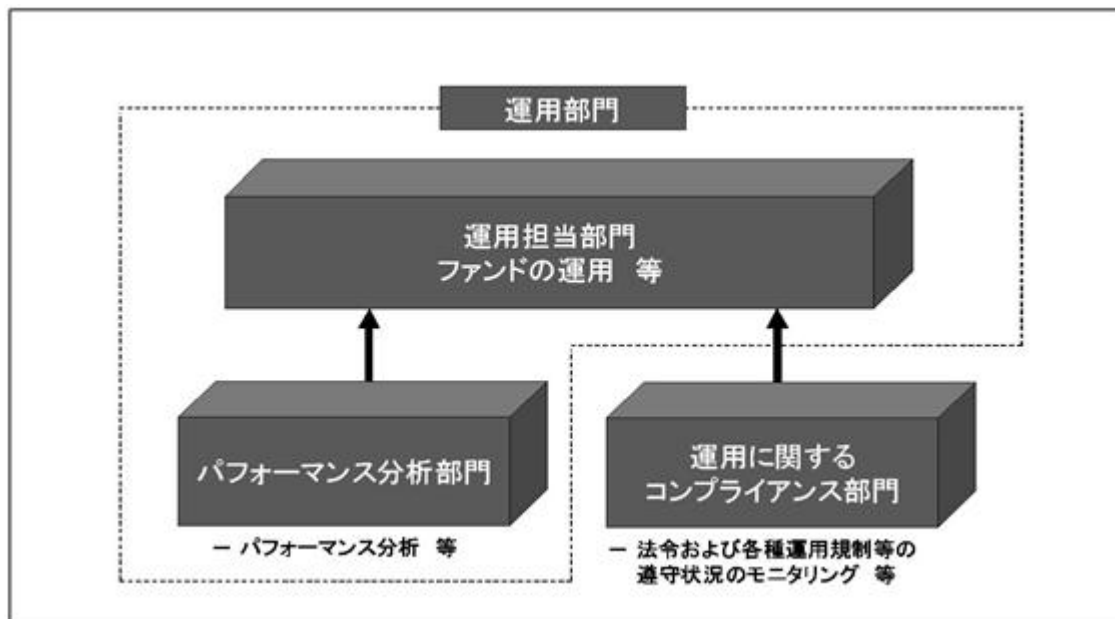 運用部門
運用担当部門
ファンドの運用 等
パフォーマンス分析部門
− パフォーマンス分析 等
運用に関する
コンプライアンス部門
− 法令および各種運用規制等の
遵守状況のモニタリング 等